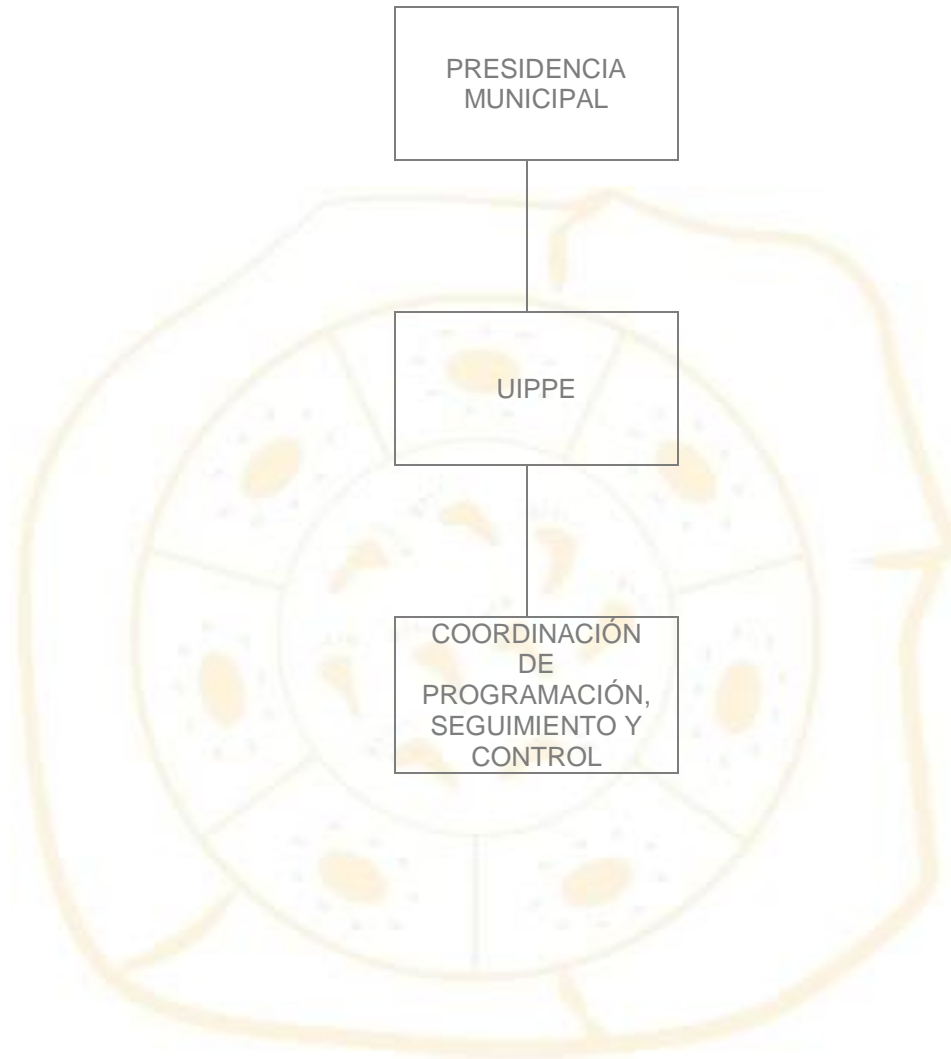 PRESIDENCIA
MUNICIPAL
UIPPE
COORDINACIÓN
DE
PROGRAMACIÓN,
SEGUIMIENTO Y
CONTROL